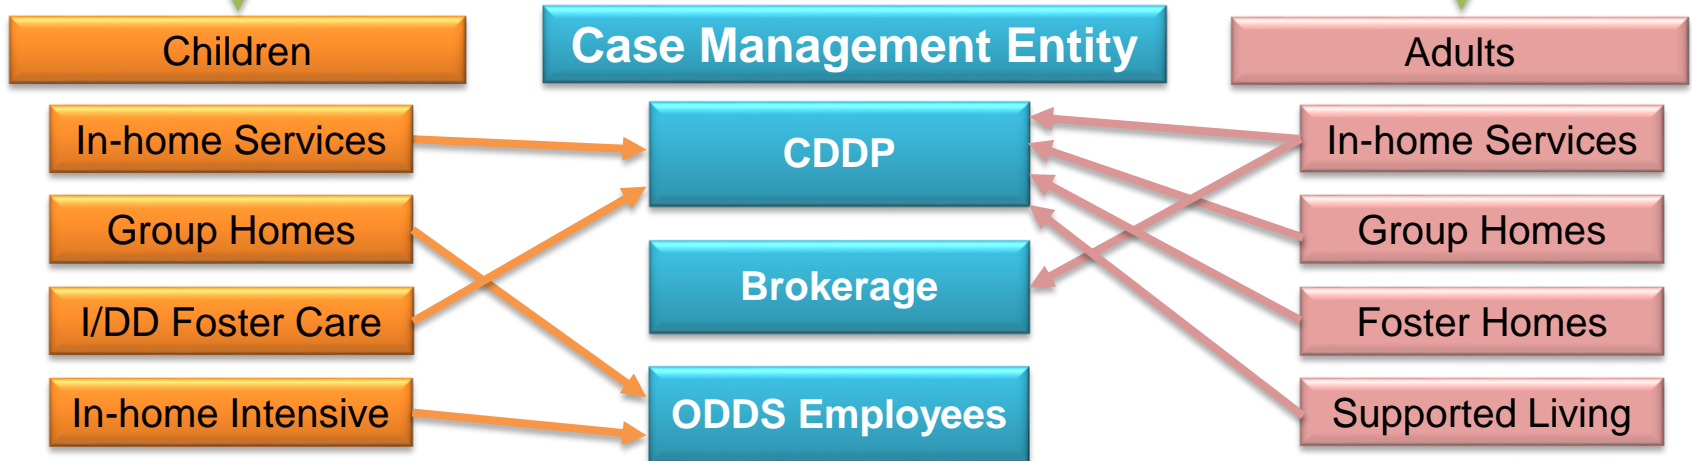 Children
Case Management Entity
Adults
In-home Services
CDDP
In-home Services
Group Homes
Group Homes
Brokerage
I/DD Foster Care
Foster Homes
In-home Intensive
ODDS Employees
Supported Living